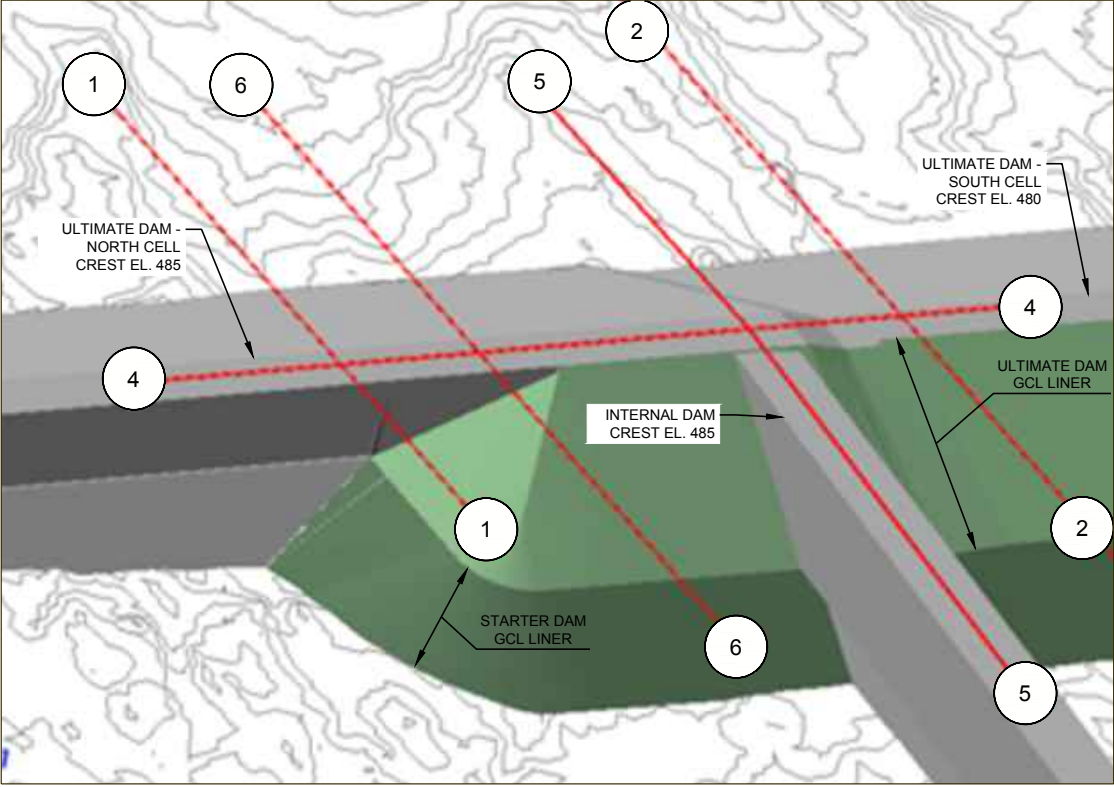 2
1
6
5
ULTIMATE DAM -
SOUTH CELL
CREST EL. 480
ULTIMATE DAM -
NORTH CELL
CREST EL. 485
4
4
ULTIMATE DAM
GCL LINER
INTERNAL DAM
CREST EL. 485
1
2
STARTER DAM
GCL LINER
6
5